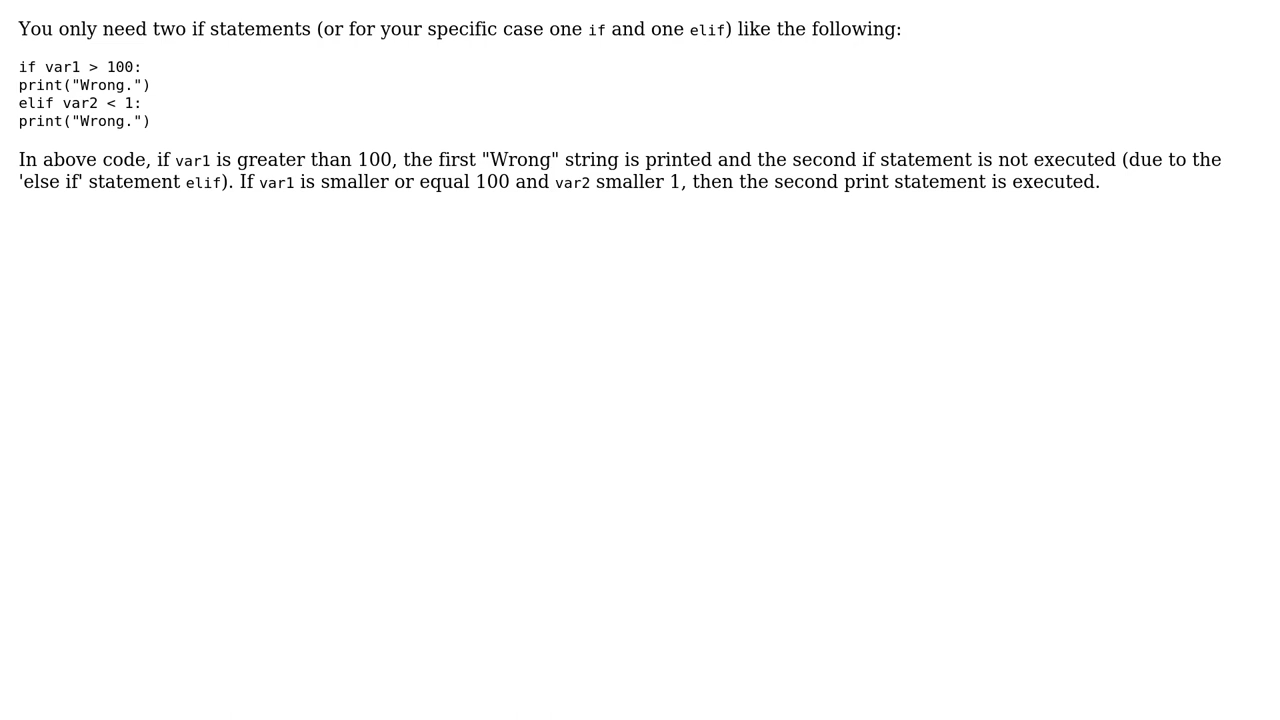 You only need two if statements (or for your specific case one if and one elif) like the following:
if var1 > 100:
print("Wrong.")
elif var2 < 1:
print("Wrong.")
In above code, if var1 is greater than 100, the first "Wrong" string is printed and the second if statement is not executed (due to the
'else if' statement elif). If var1 is smaller or equal 100 and var2 smaller 1, then the second print statement is executed.